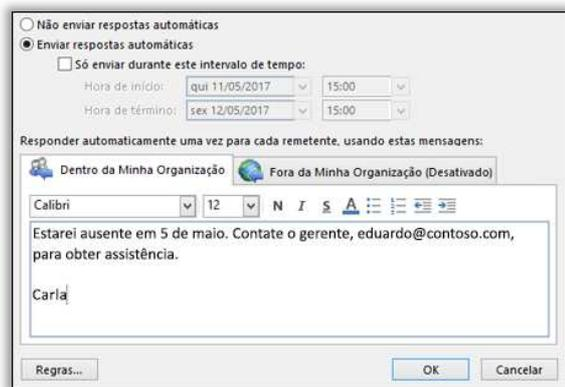 Não enviar respostas automáticas
Enviar respostas automáticas
Só enviar durante este intervalo de tempo:
Hora de início: qui 11/05/2017 15:00
Hora de término: sex 12/05/2017 15:00
Responder automaticamente uma vez para cada remetente, usando estas mensagens:
Dentro da Minha Organização Fora da Minha Organização (Desativado)
Calibri 12 N I S A
Estarei ausente em 5 de maio. Contate o gerente, eduardo@contoso.com,
para obter assistência.
Carla
Regras... OK Cancelar